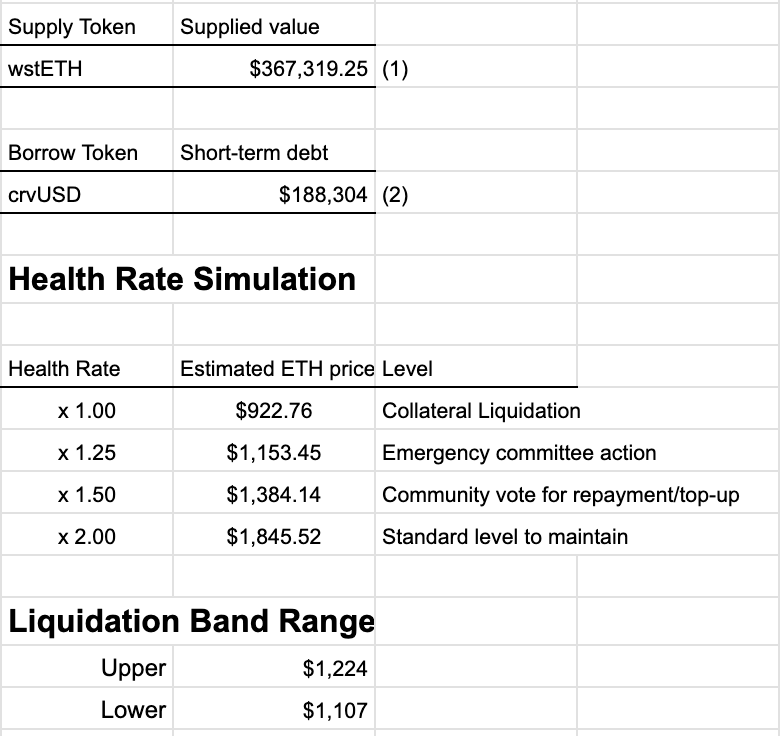 Supply Token Supplied value
wstETH $367,319.25 (1)
Borrow Token Short-term debt
crvUSD $188,304 (2)
Health Rate Simulation
Health Rate Estimated ETH price Level
x 1.00 $922.76 Collateral Liquidation
x 1.25 $1,153.45 Emergency committee action
x 1.50 $1,384.14 Community vote for repayment/top-up
x 2.00 $1,845.52 Standard level to maintain
Liquidation Band Range
Upper $1,224
Lower $1,107